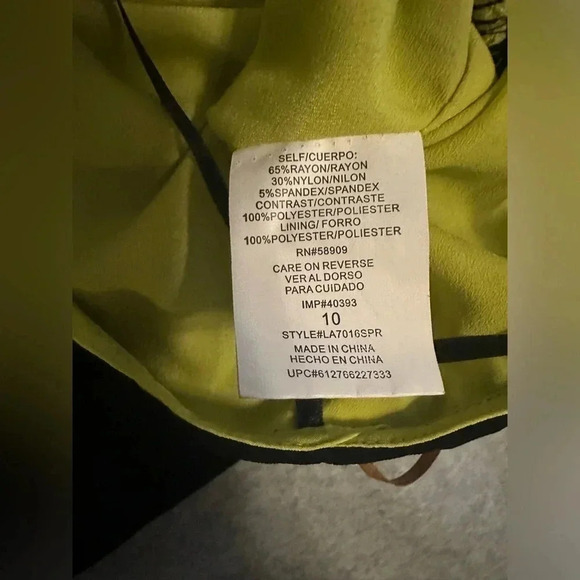 SELF/CUERPO:
65%RAYON/RAYON
30%NYLON/NILON
5%SPANDEX/SPANDEX
CONTRAST/CONTRASTE
100%POLYESTER/POLIESTER
LINING/ FORRO
100%POLYESTER/POLIESTER
RN#58909
CARE ON REVERSE
VER AL DORSO
PARA CUIDADO
IMP#40393
10
STYLE#LA7016SPR
MADE IN CHINA
HECHO EN CHINA
UPC#612766227333